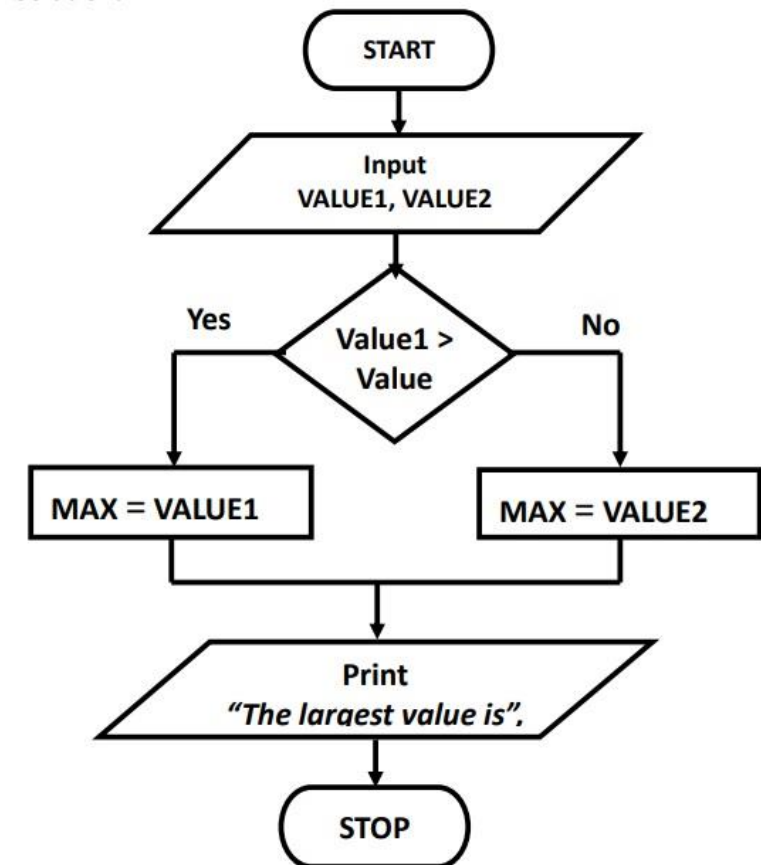 START
Input
VALUE1, VALUE2
Value1 >
Value
Yes
No
MAX = VALUE1
MAX = VALUE2
Print
“The largest value is”,
STOP